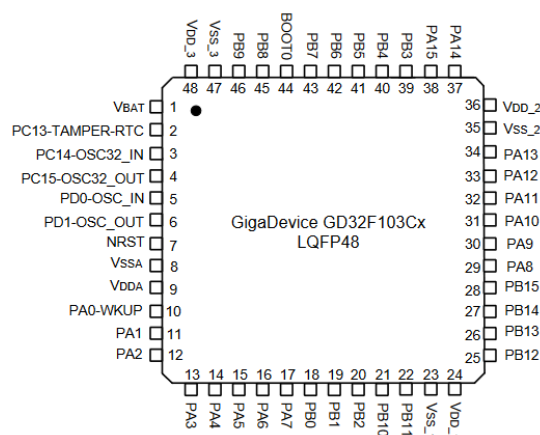 VDD_3
VSS_3
PB9
PB8
BOOT0
PB7
PB6
PB5
PB4
PB3
PA15
PA14
48 47 46 45 44 43 42 41 40 39 38 37
VBAT 1
PC13-TAMPER-RTC 2
PC14-OSC32_IN 3
PC15-OSC32_OUT 4
PD0-OSC_IN 5
PD1-OSC_OUT 6
NRST 7
VSSA 8
VDDA 9
PA0-WKUP 10
PA1 11
PA2 12
GigaDevice GD32F103Cx
LQFP48
36 VDD_2
35 VSS_2
34 PA13
33 PA12
32 PA11
31 PA10
30 PA9
29 PA8
28 PB15
27 PB14
26 PB13
25 PB12
13 14 15 16 17 18 19 20 21 22 23 24
PA3
PA4
PA5
PA6
PA7
PB0
PB1
PB2
PB10
PB11
VSS_
VDD_